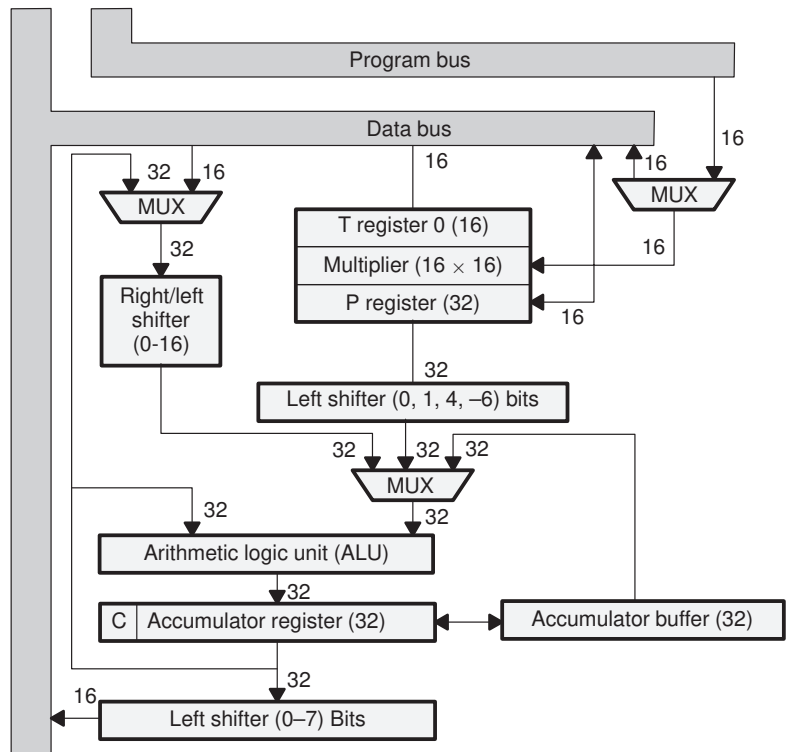 Program bus
Data bus
16
32
16
16
16
MUX
MUX
T register 0 (16)
32
16
Multiplier (16 × 16)
Right/left
shifter
(0-16)
P register (32)
16
32
Left shifter (0, 1, 4, –6) bits
32
32
32
MUX
32
32
Arithmetic logic unit (ALU)
32
C
Accumulator register (32)
Accumulator buffer (32)
32
16
Left shifter (0–7) Bits